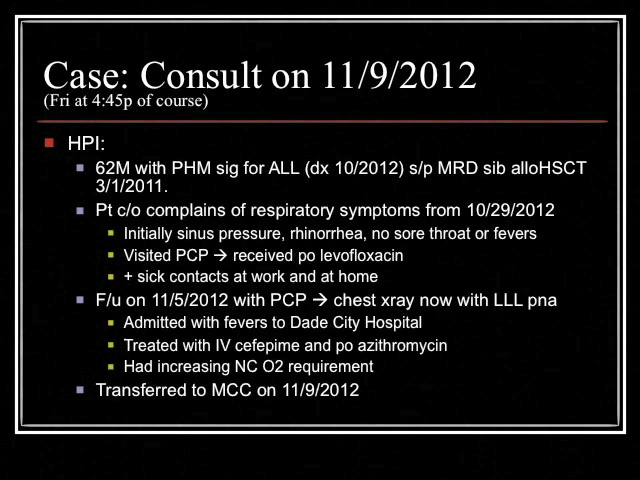 Case: Consult on 11/9/2012
(Fri at 4:45p of course)
HPI:
62M with PHM sig for ALL (dx 10/2012) s/p MRD sib alloHSCT
3/1/2011.
Pt c/o complains of respiratory symptoms from 10/29/2012
Initially sinus pressure, rhinorrhea, no sore throat or fevers
Visited PCP → received po levofloxacin
+ sick contacts at work and at home
F/u on 11/5/2012 with PCP → chest xray now with LLL pna
Admitted with fevers to Dade City Hospital
Treated with IV cefepime and po azithromycin
Had increasing NC O2 requirement
Transferred to MCC on 11/9/2012